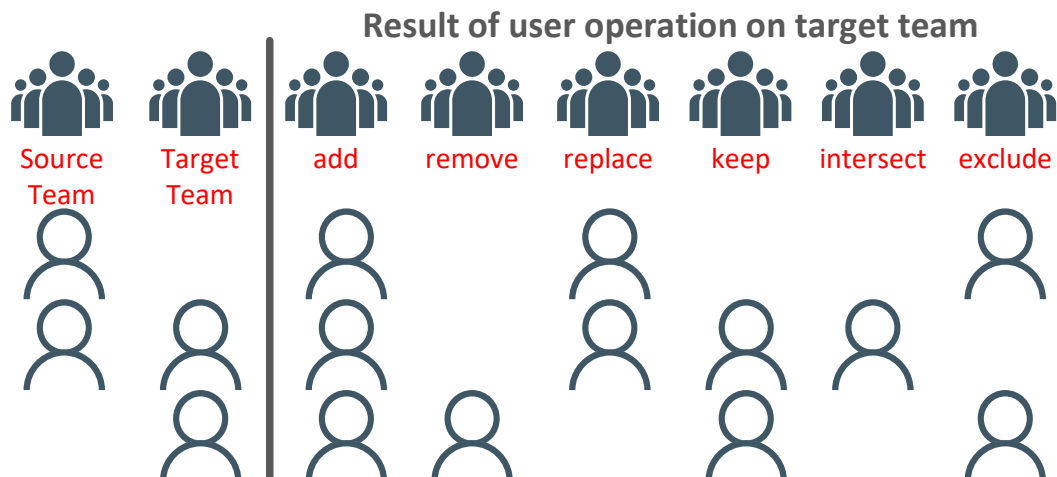 Result of user operation on target team
Source Team
Target Team
add
remove
replace
keep
intersect
exclude